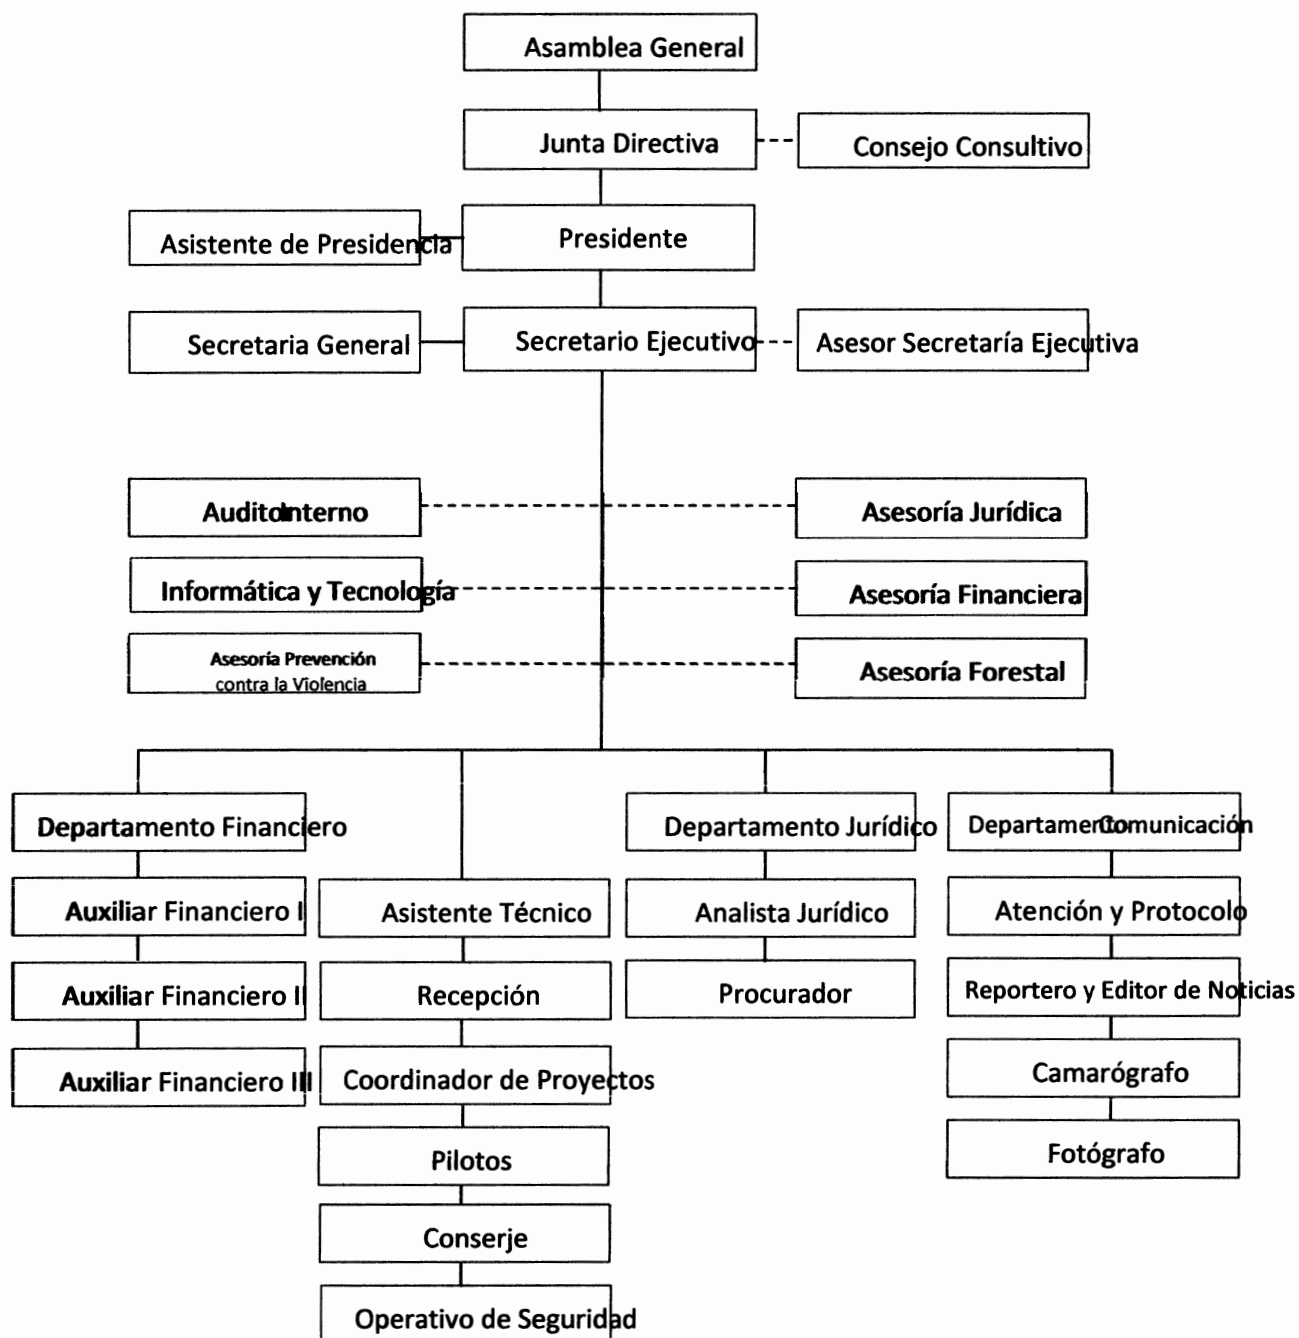 Asamblea General
Junta Directiva
Consejo Consultivo
Asistente de Presidencia
Presidente
Secretaria General
Secretario Ejecutivo
Asesor Secretaría Ejecutiva
Auditor Interno
Asesoría Jurídica
Informática y Tecnología
Asesoría Financiera
Asesoría Prevención
contra la Violencia
Asesoría Forestal
Departamento Financiero
Departamento Jurídico
Departamento Comunicación
Auxiliar Financiero I
Asistente Técnico
Analista Jurídico
Atención y Protocolo
Auxiliar Financiero II
Recepción
Procurador
Reportero y Editor de Noticias
Auxiliar Financiero III
Coordinador de Proyectos
Camarógrafo
Pilotos
Fotógrafo
Conserje
Operativo de Seguridad